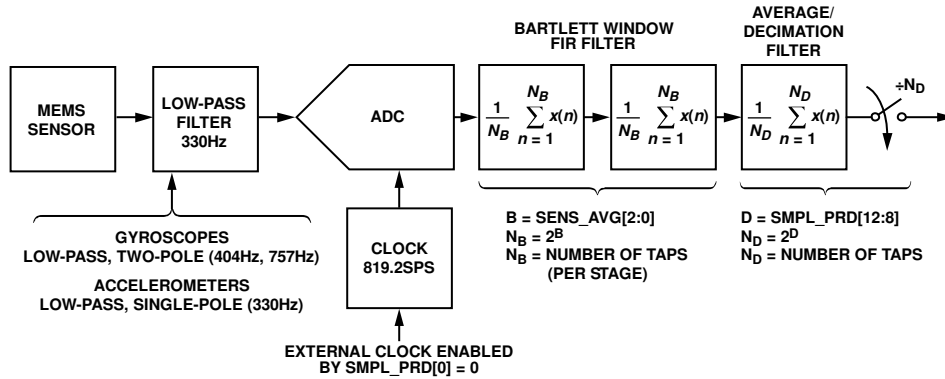 BARTLETT WINDOW
FIR FILTER
AVERAGE/
DECIMATION
FILTER
MEMS
SENSOR
LOW-PASS
FILTER
330Hz
ADC
1/N_B N_B ∑ n = 1 x(n)
1/N_B N_B ∑ n = 1 x(n)
1/N_D N_D ∑ n = 1 x(n)
÷N_D
GYROSCOPES
LOW-PASS, TWO-POLE (404Hz, 757Hz)
ACCELEROMETERS
LOW-PASS, SINGLE-POLE (330Hz)
CLOCK
819.2SPS
EXTERNAL CLOCK ENABLED
BY SMPL_PRD[0] = 0
B = SENS_AVG[2:0]
N_B = 2^B
N_B = NUMBER OF TAPS
(PER STAGE)
D = SMPL_PRD[12:8]
N_D = 2^D
N_D = NUMBER OF TAPS